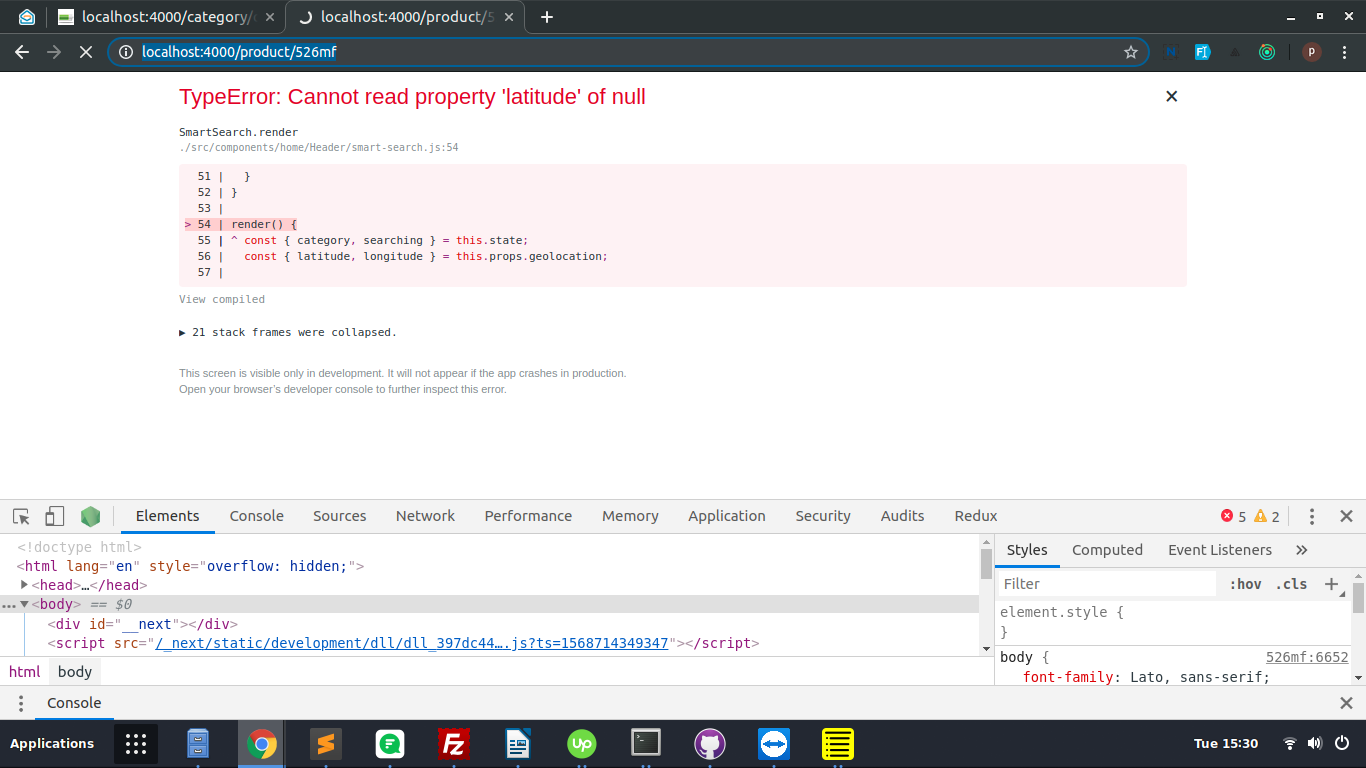 localhost:4000/category/
localhost:4000/product/5
localhost:4000/product/526mf
p
TypeError: Cannot read property 'latitude' of null
SmartSearch.render
./src/components/home/Header/smart-search.js:54
51 |   }
52 | }
53 |
> 54 | render() {
55 | ^ const { category, searching } = this.state;
56 |   const { latitude, longitude } = this.props.geolocation;
57 |
View compiled
▶ 21 stack frames were collapsed.
This screen is visible only in development. It will not appear if the app crashes in production.
Open your browser's developer console to further inspect this error.
Elements Console Sources Network Performance Memory Application Security Audits Redux 5 2
<!doctype html>
<html lang="en" style="overflow: hidden;">
<head>…</head>
…<body> == $0
<div id="__next"></div>
<script src="/_next/static/development/dll/dll_397dc44….js?ts=1568714349347"></script>
html body
Styles Computed Event Listeners »
Filter :hov .cls +
element.style {
}
body { 526mf:6652
font-family: Lato, sans-serif;
Console
Applications Up Tue 15:30